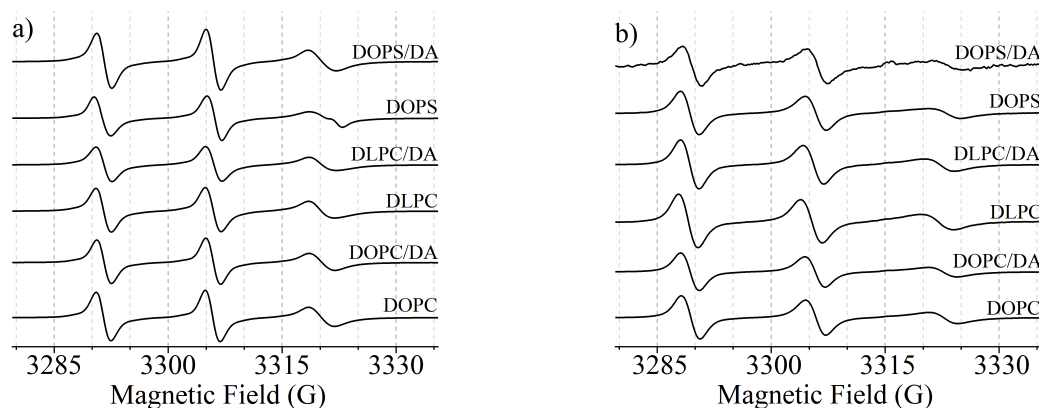 a)
DOPS/DA
DOPS
DLPC/DA
DLPC
DOPC/DA
DOPC
3285 3300 3315 3330
Magnetic Field (G)
b)
DOPS/DA
DOPS
DLPC/DA
DLPC
DOPC/DA
DOPC
3285 3300 3315 3330
Magnetic Field (G)